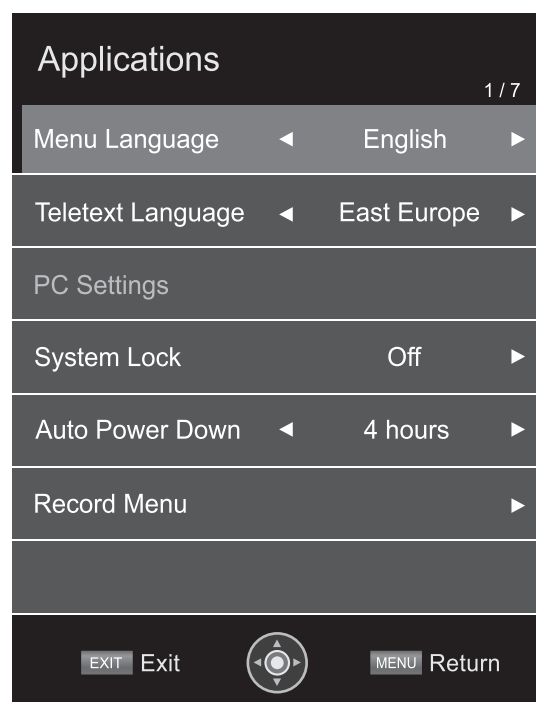 Applications
1 / 7
Menu Language ◄ English ►
Teletext Language ◄ East Europe ►
PC Settings
System Lock Off ►
Auto Power Down ◄ 4 hours ►
Record Menu ►
EXIT Exit MENU Return